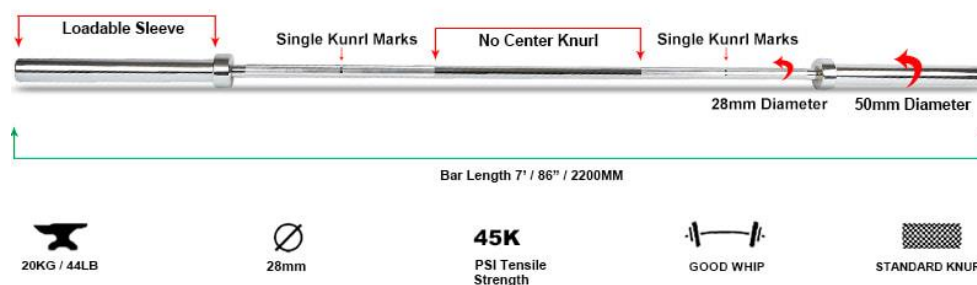 Loadable Sleeve
Single Kunrl Marks
No Center Knurl
Single Kunrl Marks
28mm Diameter
50mm Diameter
Bar Length 7' / 86" / 2200MM
20KG / 44LB
28mm
45K
PSI Tensile
Strength
GOOD WHIP
STANDARD KNUR